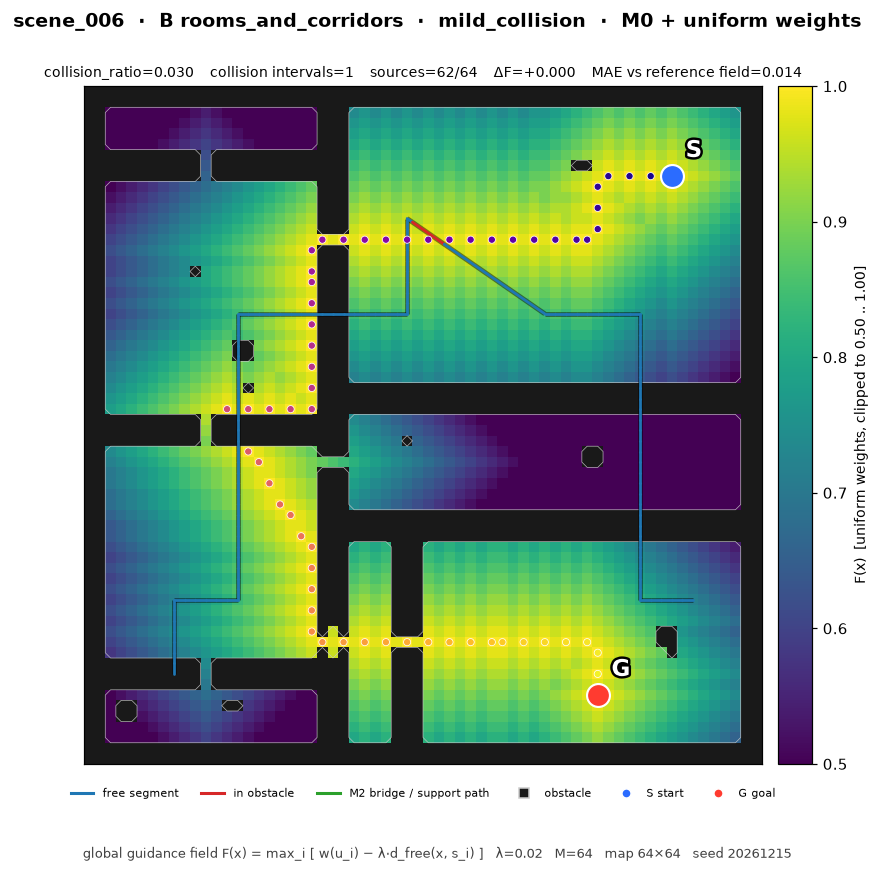 scene_006 · B rooms_and_corridors · mild_collision · M0 + uniform weights
collision_ratio=0.030 collision intervals=1 sources=62/64 ΔF=+0.000 MAE vs reference field=0.014
S
G
1.0
0.9
0.8
0.7
0.6
0.5
F(x) [uniform weights, clipped to 0.50 .. 1.00]
free segment in obstacle M2 bridge / support path obstacle S start G goal
global guidance field F(x) = max_i [ w(u_i) − λ·d_free(x, s_i) ] λ=0.02 M=64 map 64×64 seed 20261215